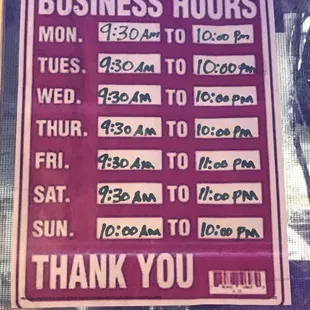 BUSINESS HOURS
MON. 9:30 AM TO 10:00 PM
TUES. 9:30 AM TO 10:00 PM
WED. 9:30 AM TO 10:00 PM
THUR. 9:30 AM TO 10:00 PM
FRI. 9:30 AM TO 11:00 PM
SAT. 9:30 AM TO 11:00 PM
SUN. 10:00 AM TO 10:00 PM
THANK YOU